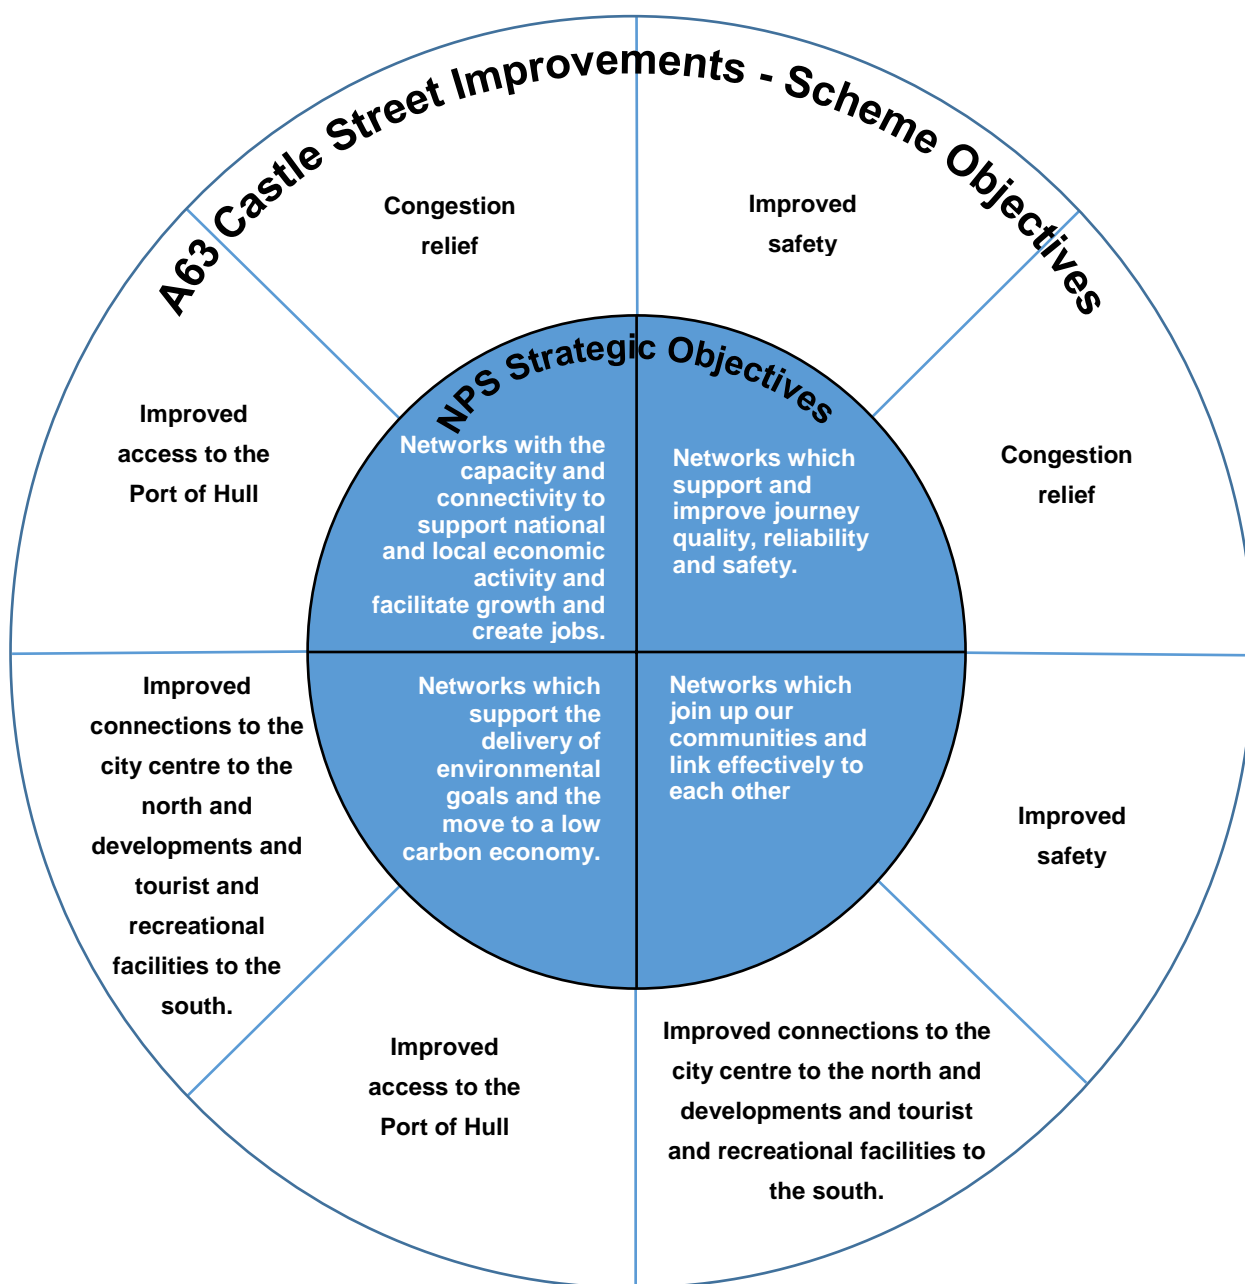 A63 Castle Street Improvements - Scheme Objectives
Congestion
relief
Improved
safety
Improved
access to the
Port of Hull
Congestion
relief
NPS Strategic Objectives
Networks with the
capacity and
connectivity to
support national
and local economic
activity and
facilitate growth and
create jobs.
Networks which
support and
improve journey
quality, reliability
and safety.
Improved
connections to the
city centre to the
north and
developments and
tourist and
recreational
facilities to the
south.
Networks which
support the
delivery of
environmental
goals and the
move to a low
carbon economy.
Networks which
join up our
communities and
link effectively to
each other
Improved
safety
Improved
access to the
Port of Hull
Improved connections to the
city centre to the north and
developments and tourist
and recreational facilities to
the south.